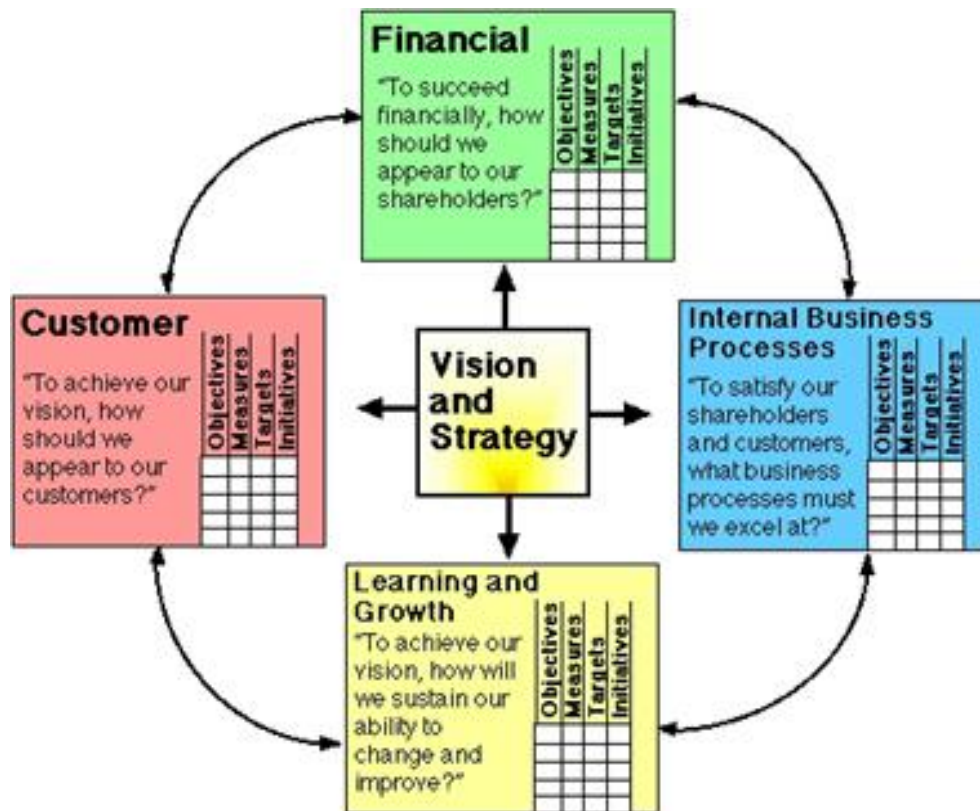 Financial
"To succeed
financially, how
should we
appear to our
shareholders?"
Objectives
Measures
Targets
Initiatives
Customer
"To achieve our
vision, how
should we
appear to our
customers?"
Objectives
Measures
Targets
Initiatives
Vision
and
Strategy
Internal Business
Processes
"To satisfy our
shareholders
and customers,
what business
processes must
we excel at?"
Objectives
Measures
Targets
Initiatives
Learning and
Growth
"To achieve our
vision, how will
we sustain our
ability to
change and
improve?"
Objectives
Measures
Targets
Initiatives